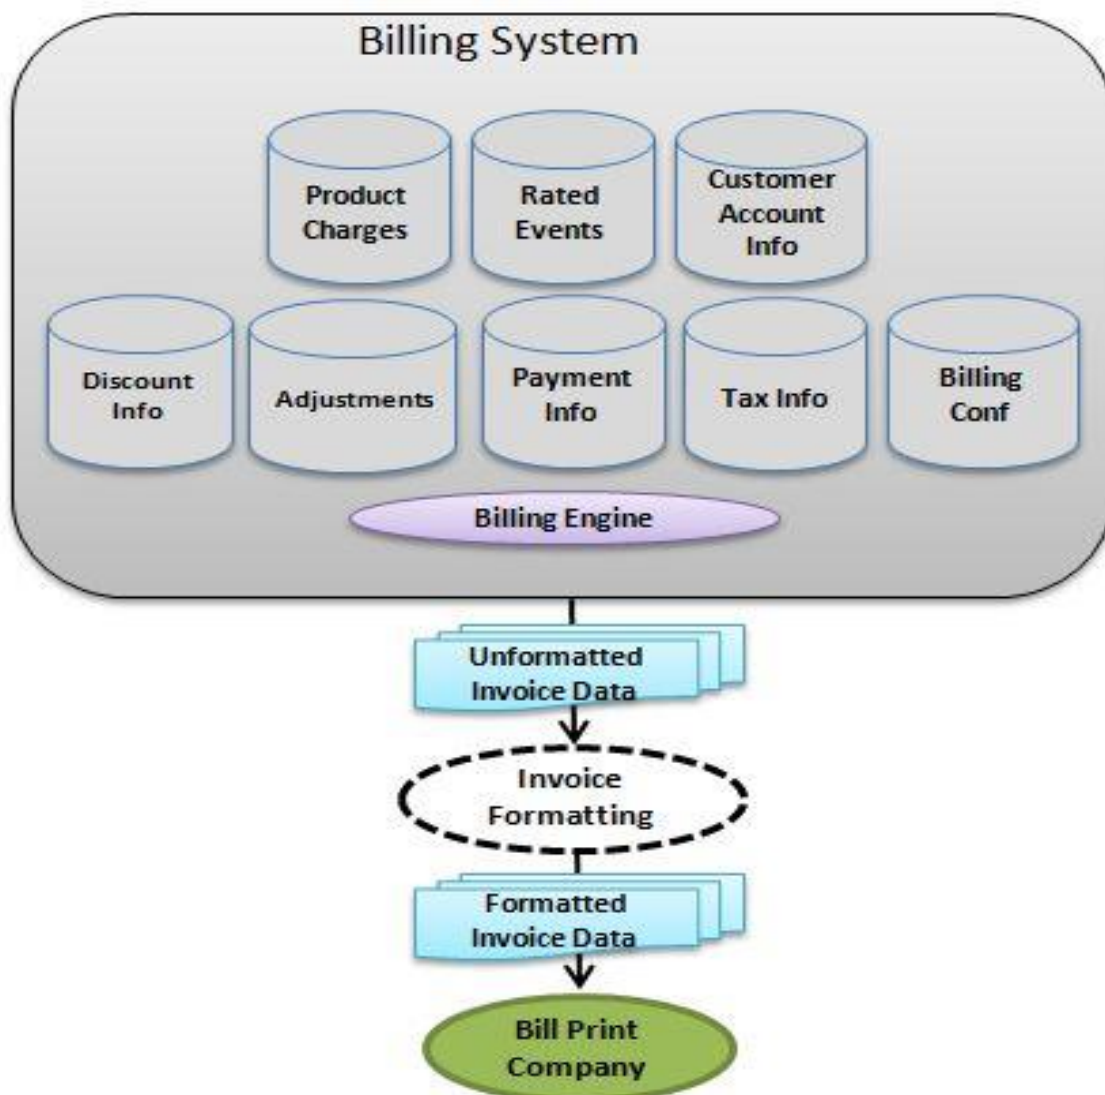 Billing System
Product
Charges
Rated
Events
Customer
Account
Info
Discount
Info
Adjustments
Payment
Info
Tax Info
Billing
Conf
Billing Engine
Unformatted
Invoice Data
Invoice
Formatting
Formatted
Invoice Data
Bill Print
Company